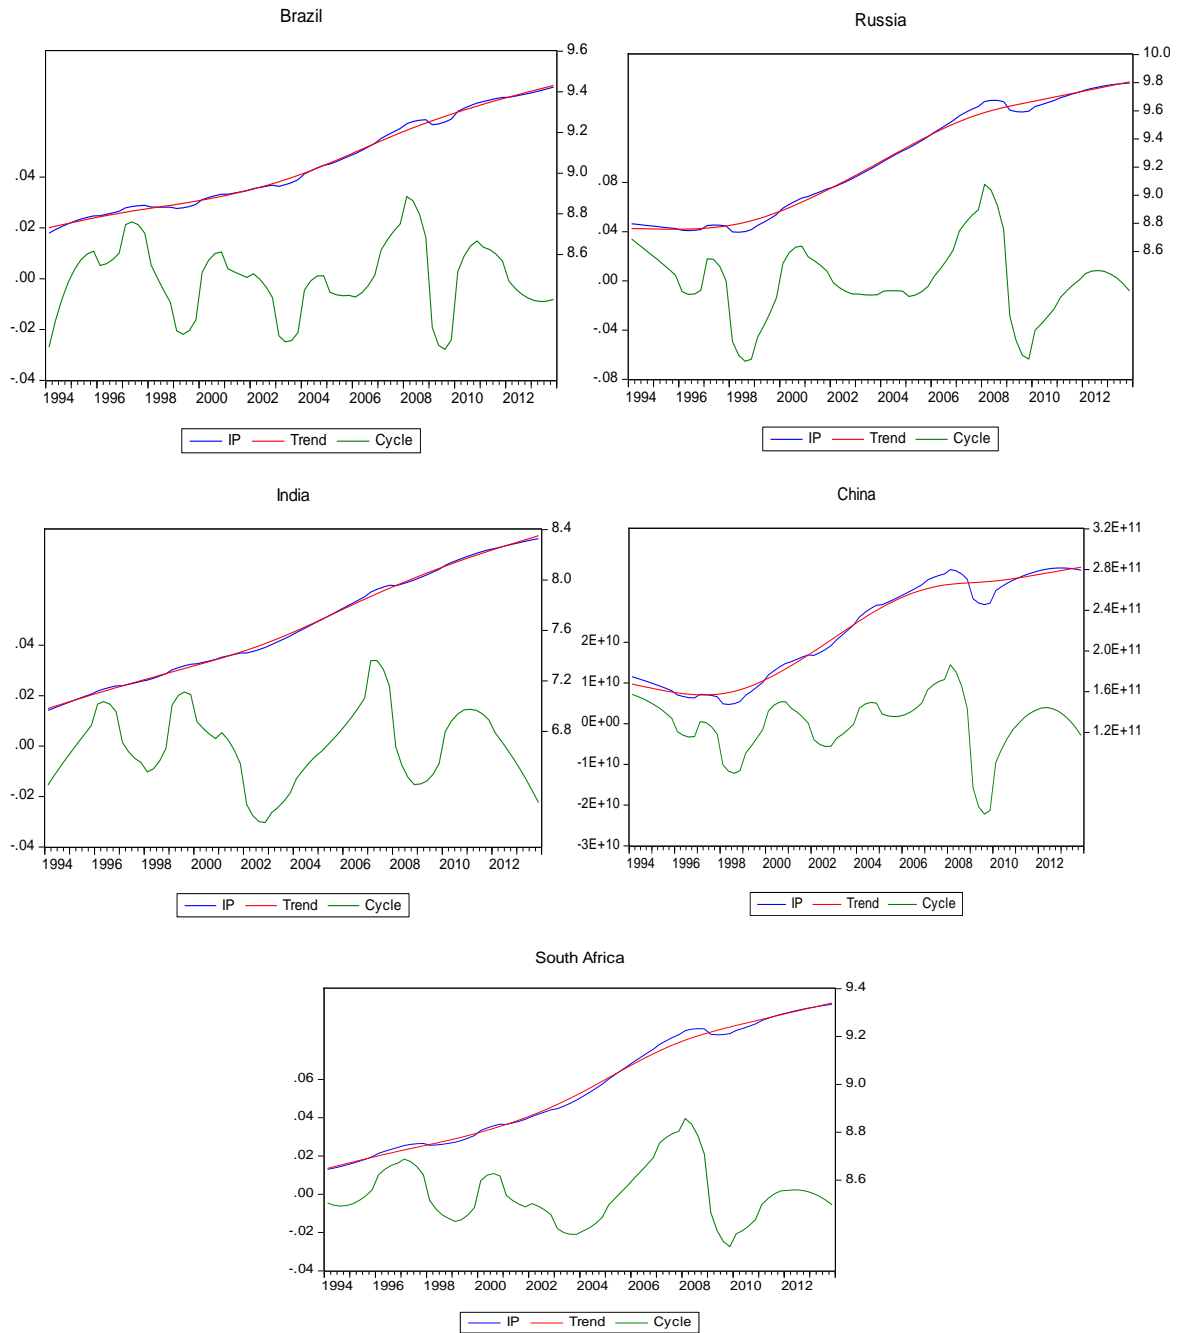 Brazil
9.6
9.4
9.2
9.0
8.8
8.6
.04
.02
.00
-.02
-.04
1994 1996 1998 2000 2002 2004 2006 2008 2010 2012
IP Trend Cycle
Russia
10.0
9.8
9.6
9.4
9.2
9.0
8.8
8.6
.08
.04
.00
-.04
-.08
1994 1996 1998 2000 2002 2004 2006 2008 2010 2012
IP Trend Cycle
India
8.4
8.0
7.6
7.2
6.8
.04
.02
.00
-.02
-.04
1994 1996 1998 2000 2002 2004 2006 2008 2010 2012
IP Trend Cycle
China
3.2E+11
2.8E+11
2.4E+11
2.0E+11
1.6E+11
1.2E+11
2E+10
1E+10
0E+00
-1E+10
-2E+10
-3E+10
1994 1996 1998 2000 2002 2004 2006 2008 2010 2012
IP Trend Cycle
South Africa
9.4
9.2
9.0
8.8
8.6
.06
.04
.02
.00
-.02
-.04
1994 1996 1998 2000 2002 2004 2006 2008 2010 2012
IP Trend Cycle